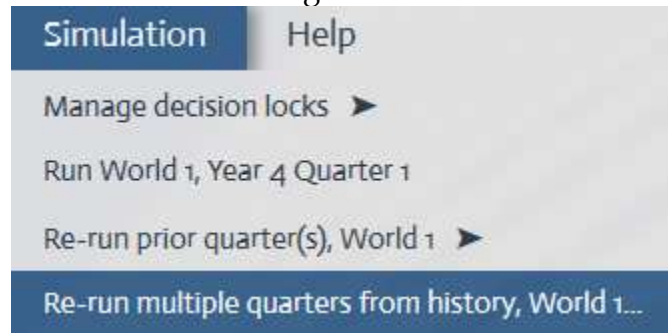 Simulation Help
Manage decision locks ➤
Run World 1, Year 4 Quarter 1
Re-run prior quarter(s), World 1 ➤
Re-run multiple quarters from history, World 1...